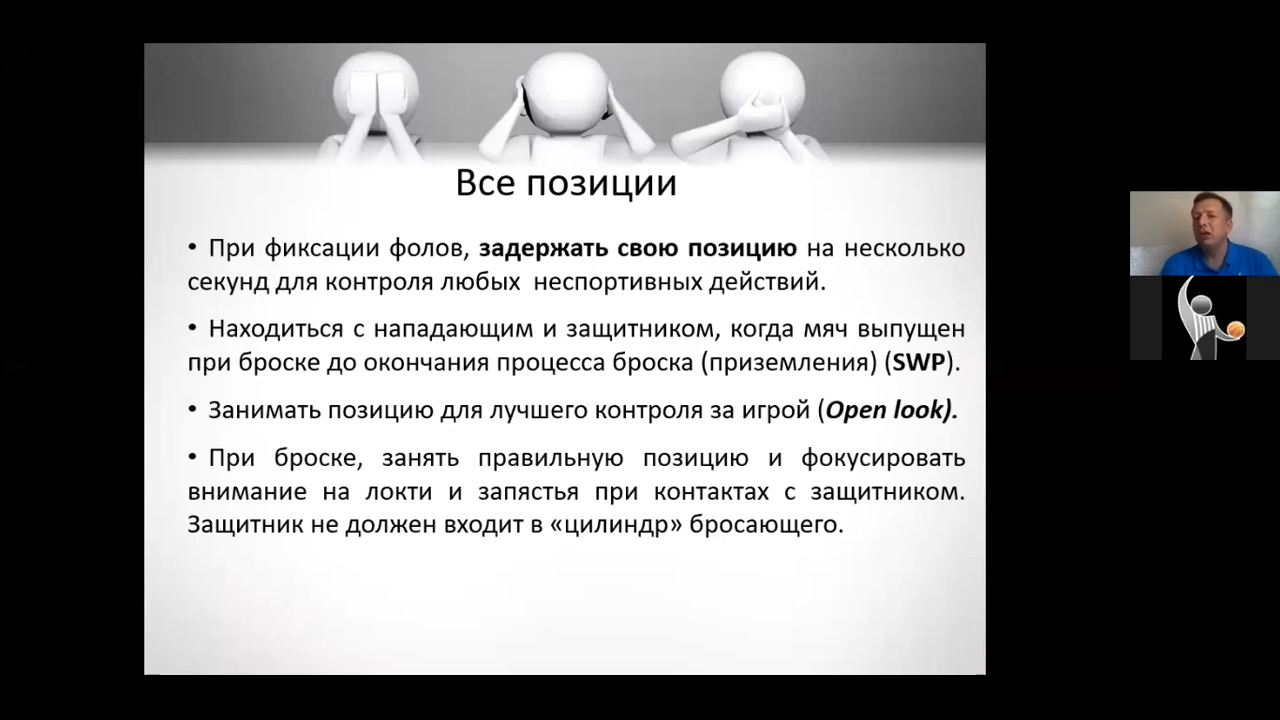 Все позиции
• При фиксации фолов, задержать свою позицию на несколько
секунд для контроля любых неспортивных действий.
• Находиться с нападающим и защитником, когда мяч выпущен
при броске до окончания процесса броска (приземления) (SWP).
• Занимать позицию для лучшего контроля за игрой (Open look).
• При броске, занять правильную позицию и фокусировать
внимание на локти и запястья при контактах с защитником.
Защитник не должен входит в «цилиндр» бросающего.